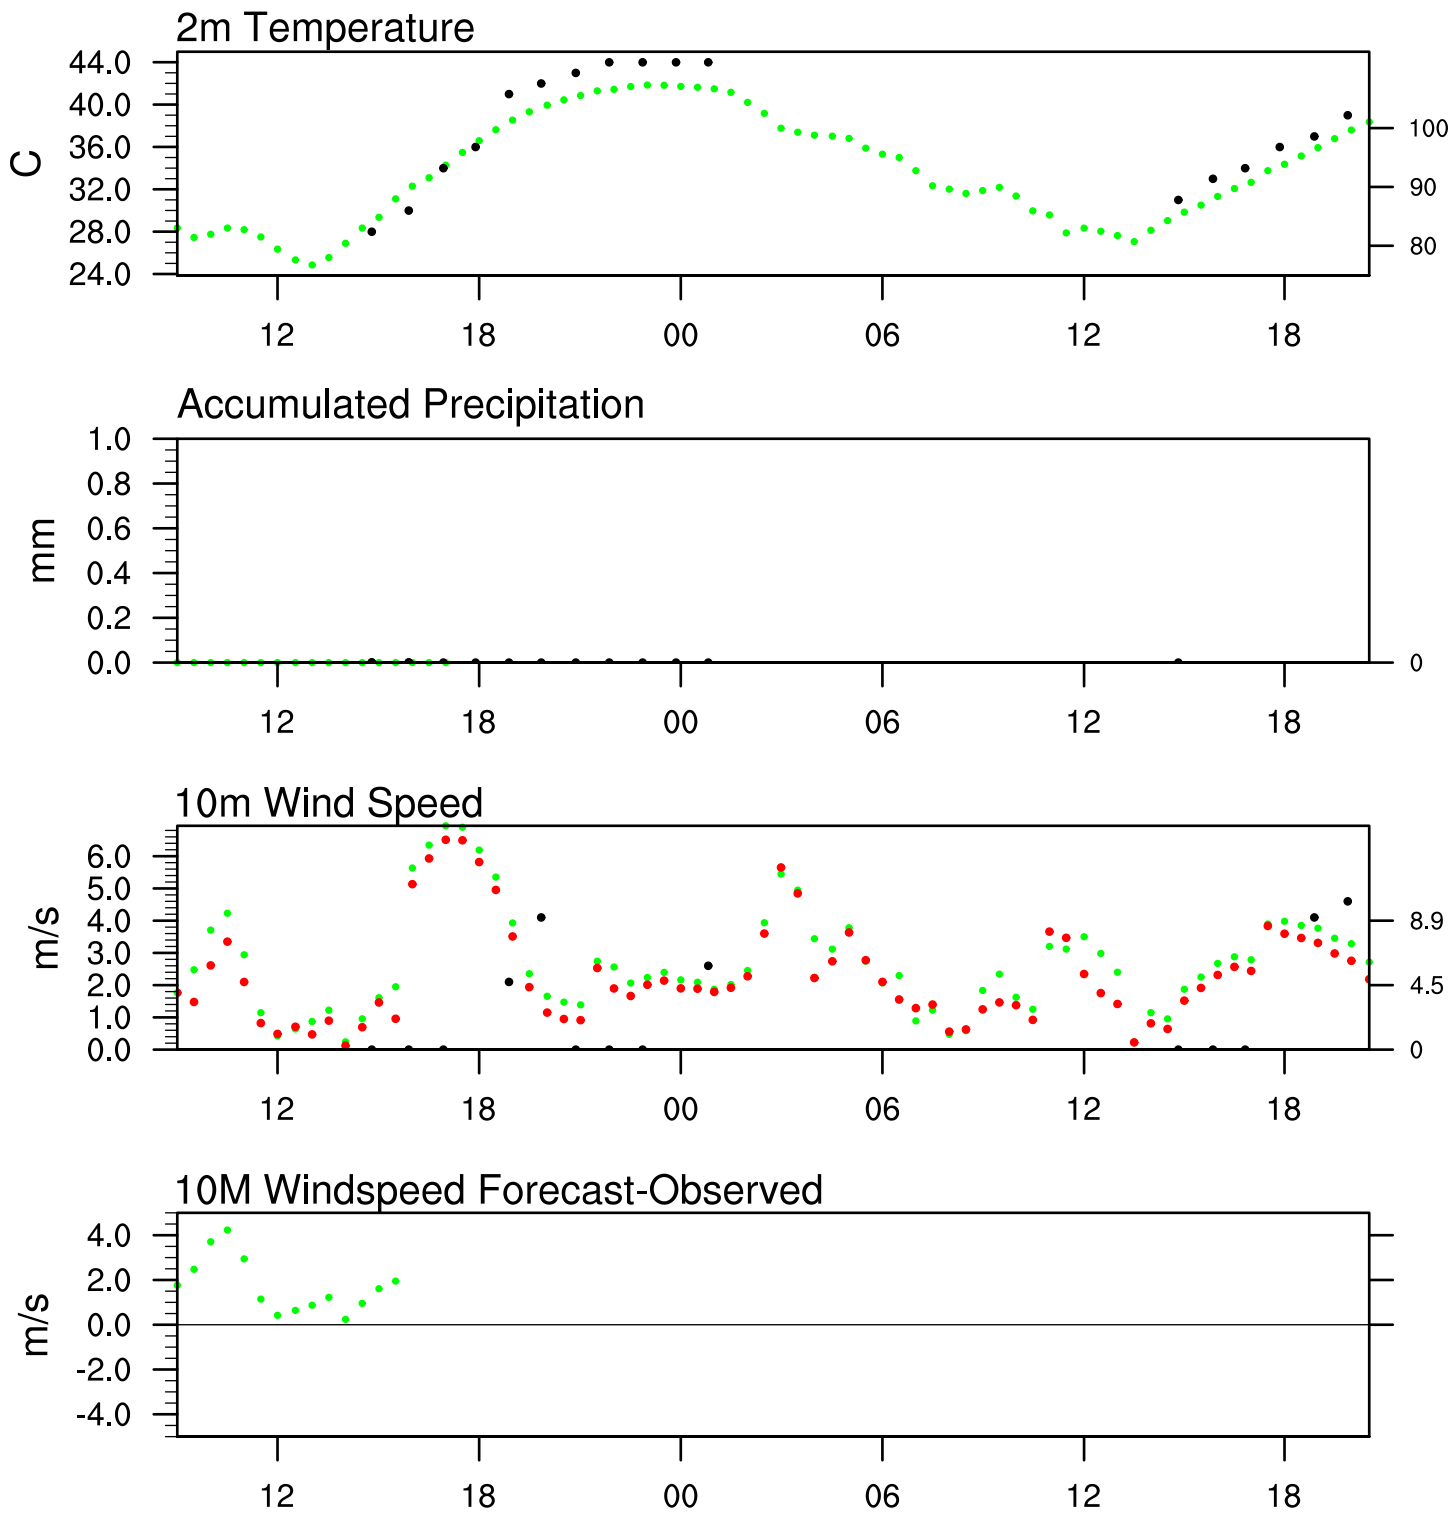 2m Temperature
44.0
40.0
36.0
32.0
28.0
24.0
C
100
90
80
12 18 00 06 12 18
Accumulated Precipitation
1.0
0.8
0.6
0.4
0.2
0.0
mm
0
12 18 00 06 12 18
10m Wind Speed
6.0
5.0
4.0
3.0
2.0
1.0
0.0
m/s
8.9
4.5
0
12 18 00 06 12 18
10M Windspeed Forecast-Observed
4.0
2.0
0.0
-2.0
-4.0
m/s
12 18 00 06 12 18